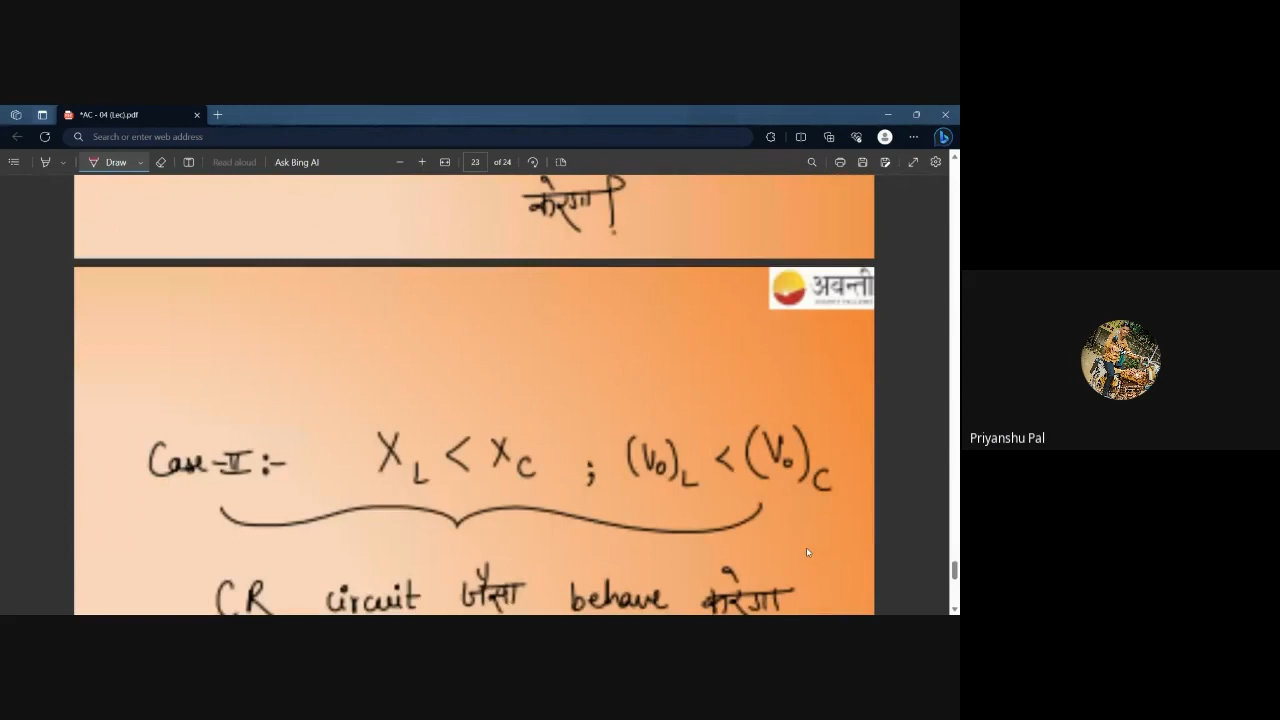 *AC - 04 (Lec).pdf
Search or enter web address
Draw
Read aloud
Ask Bing AI
23 of 24
करेगा।
अवन्ती
Case-II :- X_L < X_C ; (V₀)_L < (V₀)_C
CR circuit जैसा behave करेगा
Priyanshu Pal